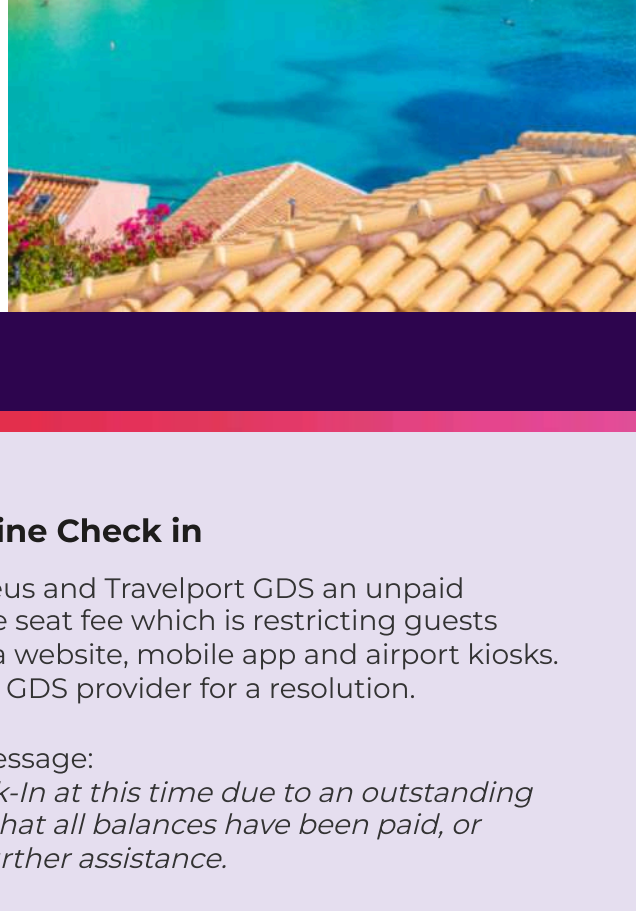 ine Check in
eus and Travelport GDS an unpaid
e seat fee which is restricting guests
a website, mobile app and airport kiosks.
GDS provider for a resolution.
essage:
k-In at this time due to an outstanding
hat all balances have been paid, or
rther assistance.